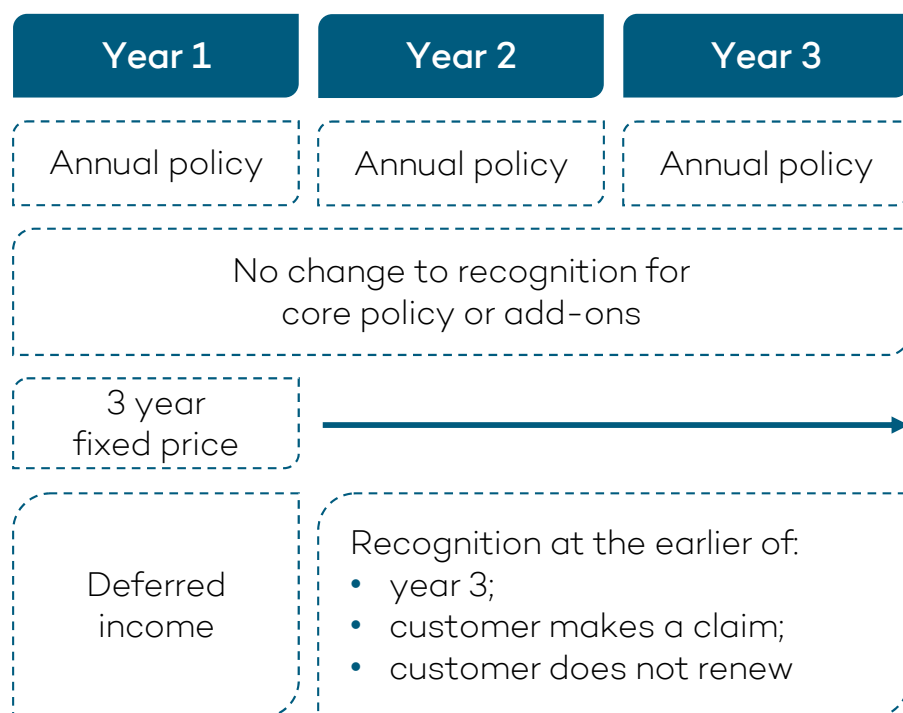 Year 1
Year 2
Year 3
Annual policy
Annual policy
Annual policy
No change to recognition for
core policy or add-ons
3 year
fixed price
Deferred
income
Recognition at the earlier of:
• year 3;
• customer makes a claim;
• customer does not renew